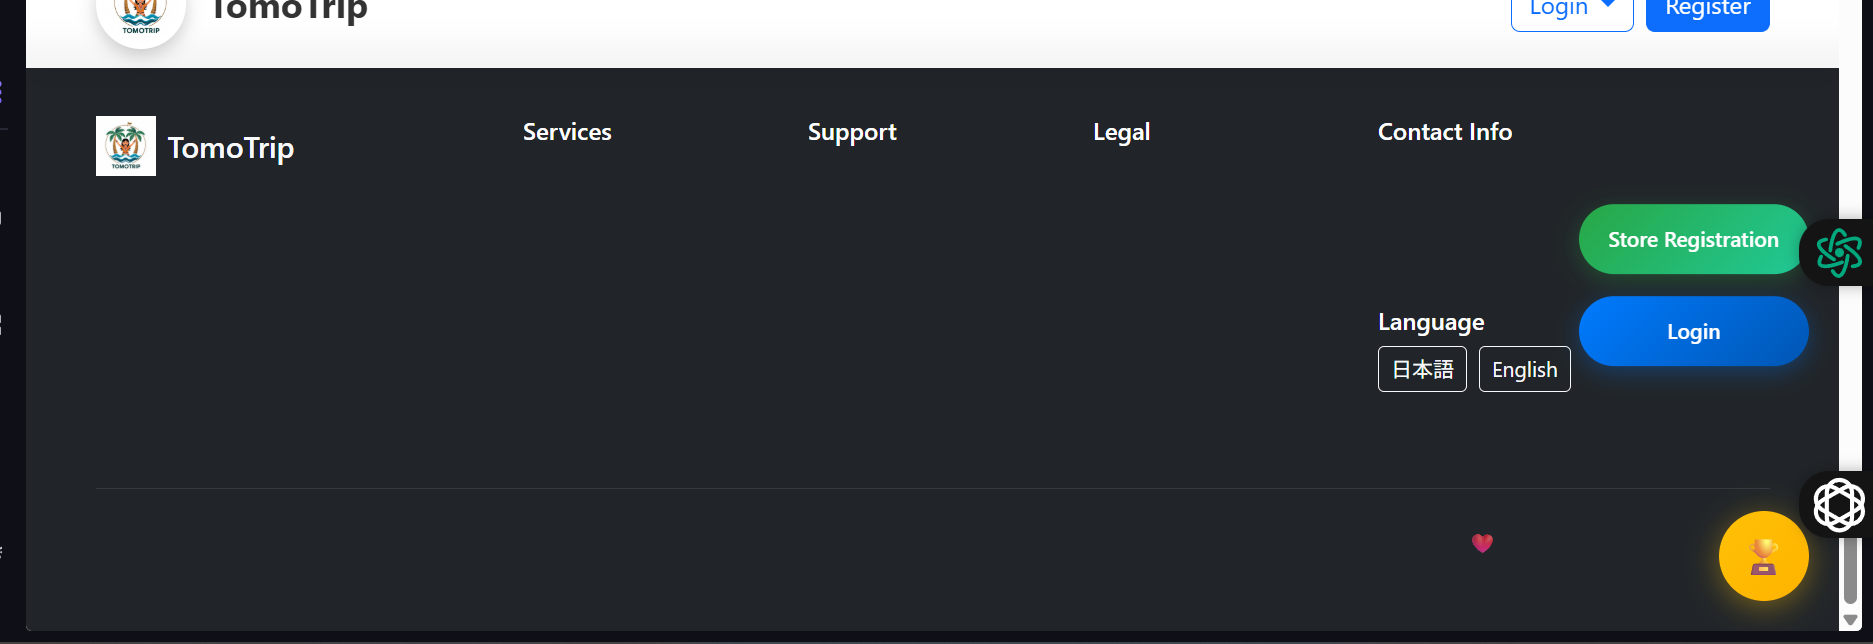 TOMOTRIP
TomoTrip
Login
Register
TOMOTRIP
TomoTrip
Services
Support
Legal
Contact Info
Store Registration
Login
Language
日本語
English